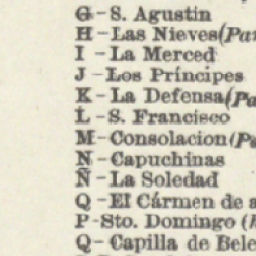 G - S. Agustin
H - Las Nieves (Par
I - La Merced
J - Los Príncipes
K - La Defensa (Pa
L - S. Francisco
M - Consolacion (Pa
N - Capuchinas
Ñ - La Soledad
Q - El Cármen de a
P - Sto. Domingo (
Q - Capilla de Bele